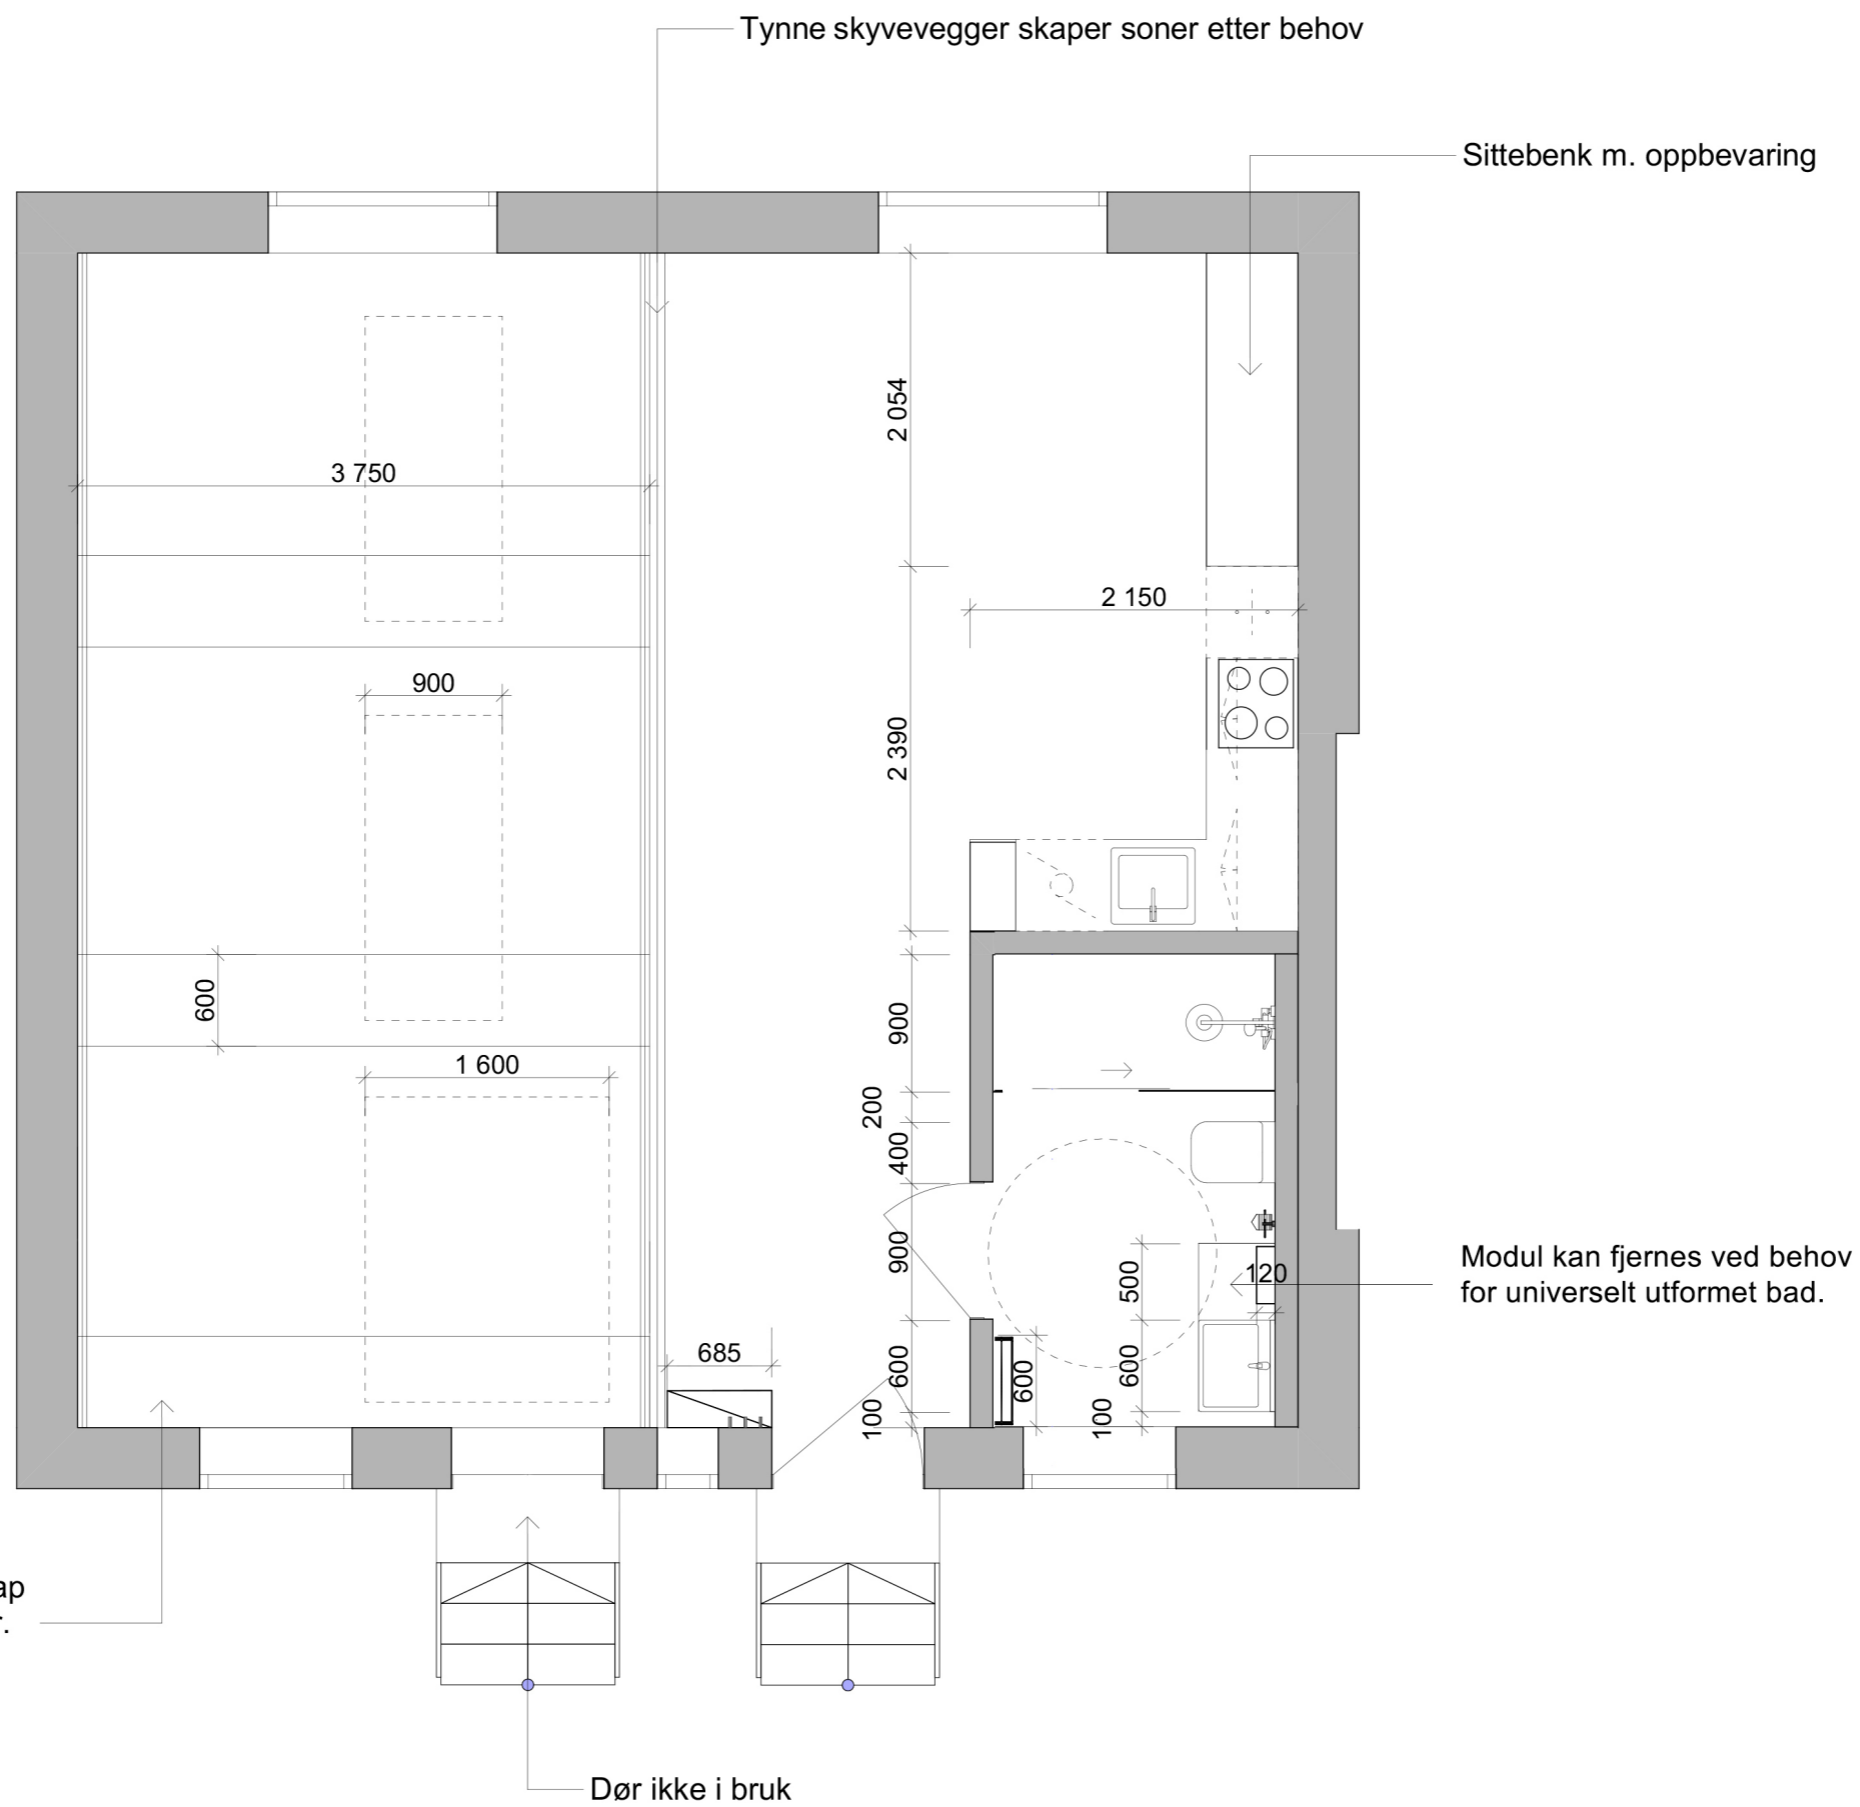 Tynne skyvevegger skaper soner etter behov
Sittebenk m. oppbevaring
2 054
3 750
2 150
900
2 390
600
900
1 600
200
400
900
500
120
Modul kan fjernes ved behov
for universelt utformet bad.
685
600
600
600
100
100
ap
r.
Dør ikke i bruk